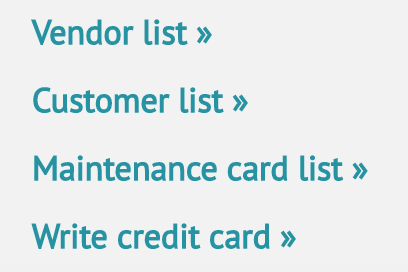 Vendor list »
Customer list »
Maintenance card list »
Write credit card »